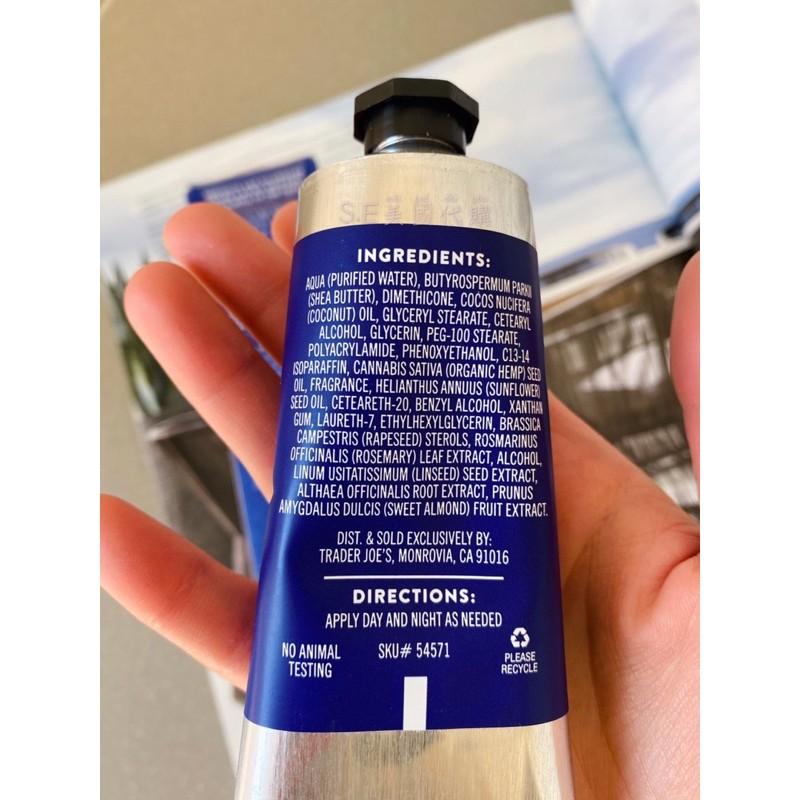 S.E美國代購
INGREDIENTS:
AQUA (PURIFIED WATER), BUTYROSPERMUM PARKII
(SHEA BUTTER), DIMETHICONE, COCOS NUCIFERA
(COCONUT) OIL, GLYCERYL STEARATE, CETEARYL
ALCOHOL, GLYCERIN, PEG-100 STEARATE,
POLYACRYLAMIDE, PHENOXYETHANOL, C13-14
ISOPARAFFIN, CANNABIS SATIVA (ORGANIC HEMP) SEED
OIL, FRAGRANCE, HELIANTHUS ANNUUS (SUNFLOWER)
SEED OIL, CETEARETH-20, BENZYL ALCOHOL, XANTHAN
GUM, LAURETH-7, ETHYLHEXYLGLYCERIN, BRASSICA
CAMPESTRIS (RAPESEED) STEROLS, ROSMARINUS
OFFICINALIS (ROSEMARY) LEAF EXTRACT, ALCOHOL,
LINUM USITATISSIMUM (LINSEED) SEED EXTRACT,
ALTHAEA OFFICINALIS ROOT EXTRACT, PRUNUS
AMYGDALUS DULCIS (SWEET ALMOND) FRUIT EXTRACT.
DIST. & SOLD EXCLUSIVELY BY:
TRADER JOE'S, MONROVIA, CA 91016
DIRECTIONS:
APPLY DAY AND NIGHT AS NEEDED
NO ANIMAL
TESTING
SKU# 54571
PLEASE
RECYCLE